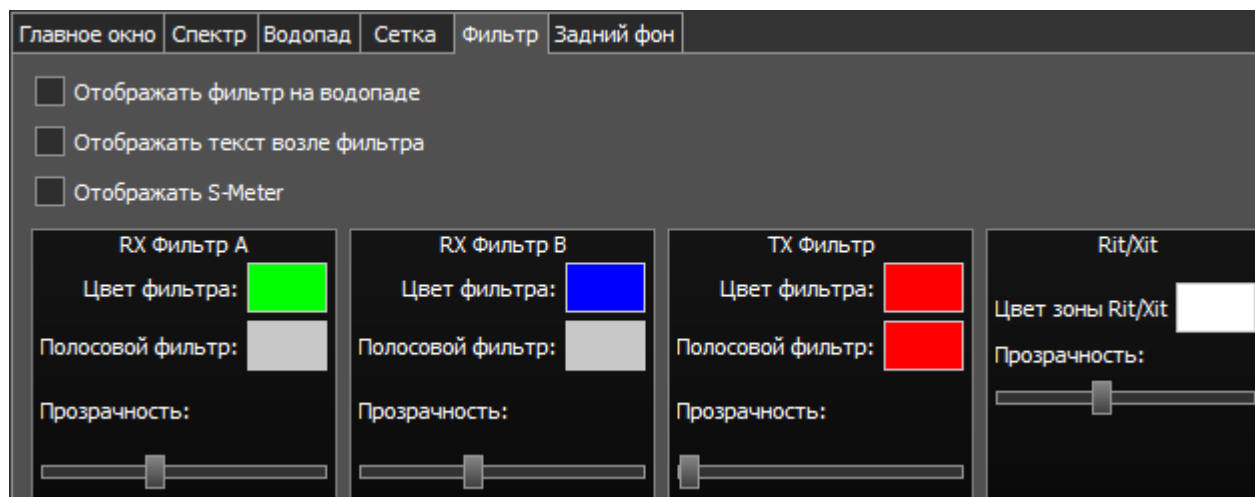 Главное окно Спектр Водопад Сетка Фильтр Задний фон
Отображать фильтр на водопаде
Отображать текст возле фильтра
Отображать S-Meter
RX Фильтр A
Цвет фильтра:
Полосовой фильтр:
Прозрачность:
RX Фильтр B
Цвет фильтра:
Полосовой фильтр:
Прозрачность:
TX Фильтр
Цвет фильтра:
Полосовой фильтр:
Прозрачность:
Rit/Xit
Цвет зоны Rit/Xit
Прозрачность: